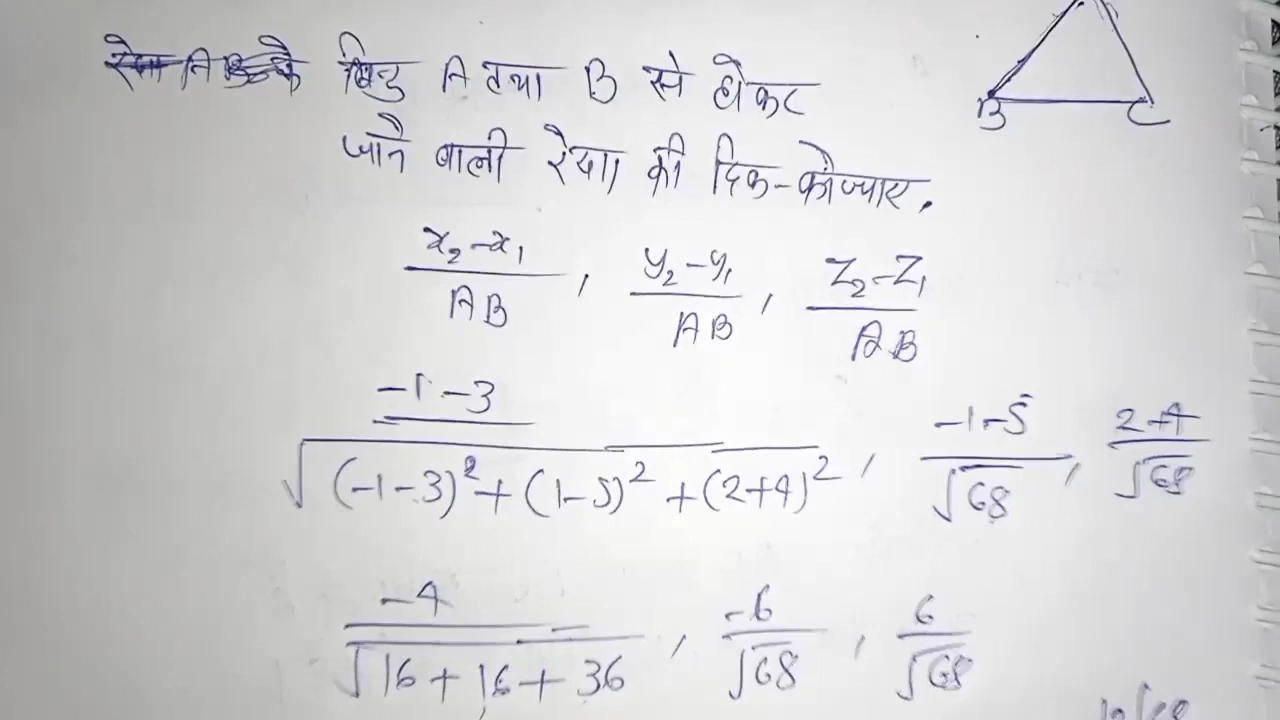 बिंदु A तथा B से होकर
जाने वाली रेखा की दिक-कोज्याए.
B C
x₂-x₁/AB, y₂-y₁/AB, z₂-z₁/AB
-1-3/√(-1-3)²+(1-5)²+(2+4)², -1-5/√68, 2+4/√68
-4/√16+16+36, -6/√68, 6/√68